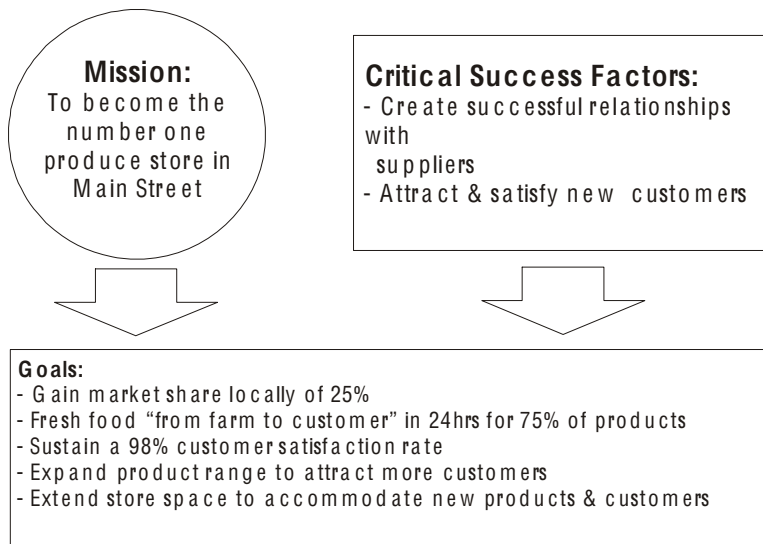 Mission:
To become the
number one
produce store in
Main Street
Critical Success Factors:
- Create successful relationships
with
suppliers
- Attract & satisfy new customers
Goals:
- Gain market share locally of 25%
- Fresh food “from farm to customer” in 24hrs for 75% of products
- Sustain a 98% customer satisfaction rate
- Expand product range to attract more customers
- Extend store space to accommodate new products & customers